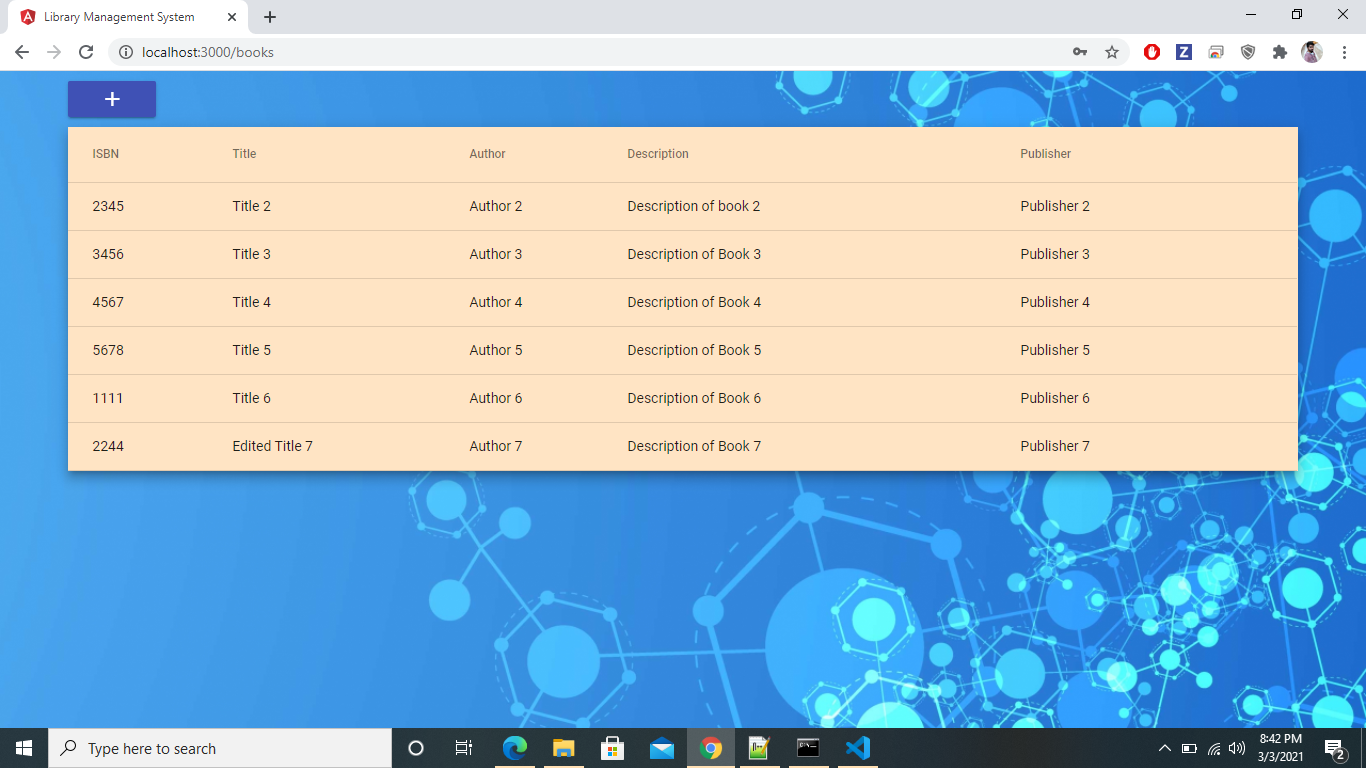 Library Management System
localhost:3000/books
ISBN Title Author Description Publisher
2345 Title 2 Author 2 Description of book 2 Publisher 2
3456 Title 3 Author 3 Description of Book 3 Publisher 3
4567 Title 4 Author 4 Description of Book 4 Publisher 4
5678 Title 5 Author 5 Description of Book 5 Publisher 5
1111 Title 6 Author 6 Description of Book 6 Publisher 6
2244 Edited Title 7 Author 7 Description of Book 7 Publisher 7
Type here to search
8:42 PM
3/3/2021
2